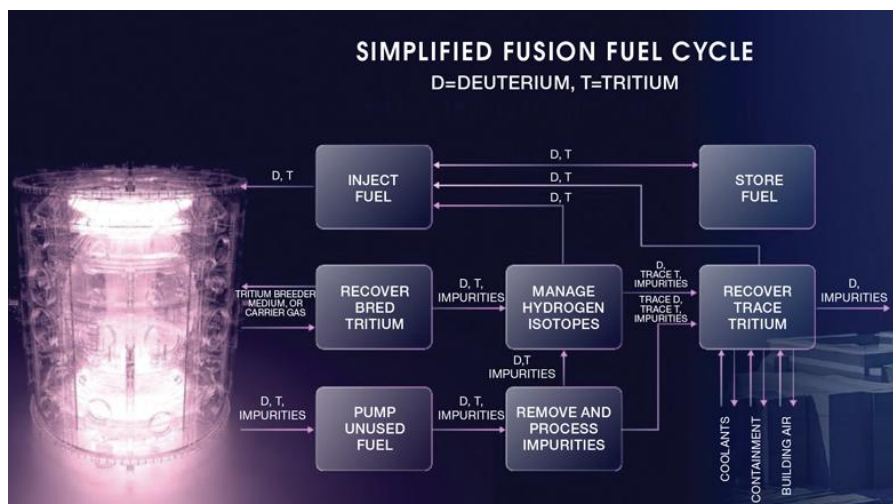 SIMPLIFIED FUSION FUEL CYCLE
D=DEUTERIUM, T=TRITIUM
D, T
INJECT
FUEL
D, T
D, T
D, T
STORE
FUEL
TRITIUM BREEDER
MEDIUM, OR
CARRIER GAS
RECOVER
BRED
TRITIUM
D, T,
IMPURITIES
MANAGE
HYDROGEN
ISOTOPES
D,
TRACE T,
IMPURITIES
TRACE D,
TRACE T,
IMPURITIES
RECOVER
TRACE
TRITIUM
D,
IMPURITIES
D,T
IMPURITIES
D, T,
IMPURITIES
PUMP
UNUSED
FUEL
D, T,
IMPURITIES
REMOVE AND
PROCESS
IMPURITIES
COOLANTS
CONTAINMENT
BUILDING AIR